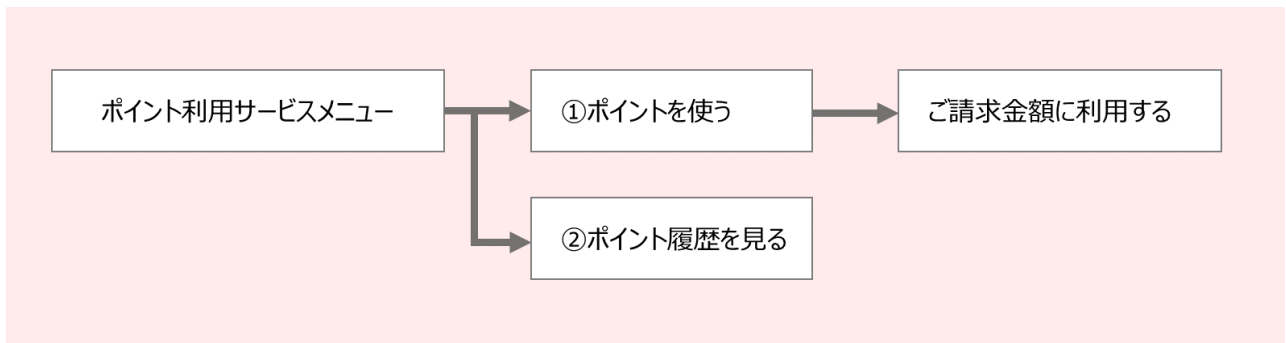 ポイント利用サービスメニュー
①ポイントを使う
ご請求金額に利用する
②ポイント履歴を見る